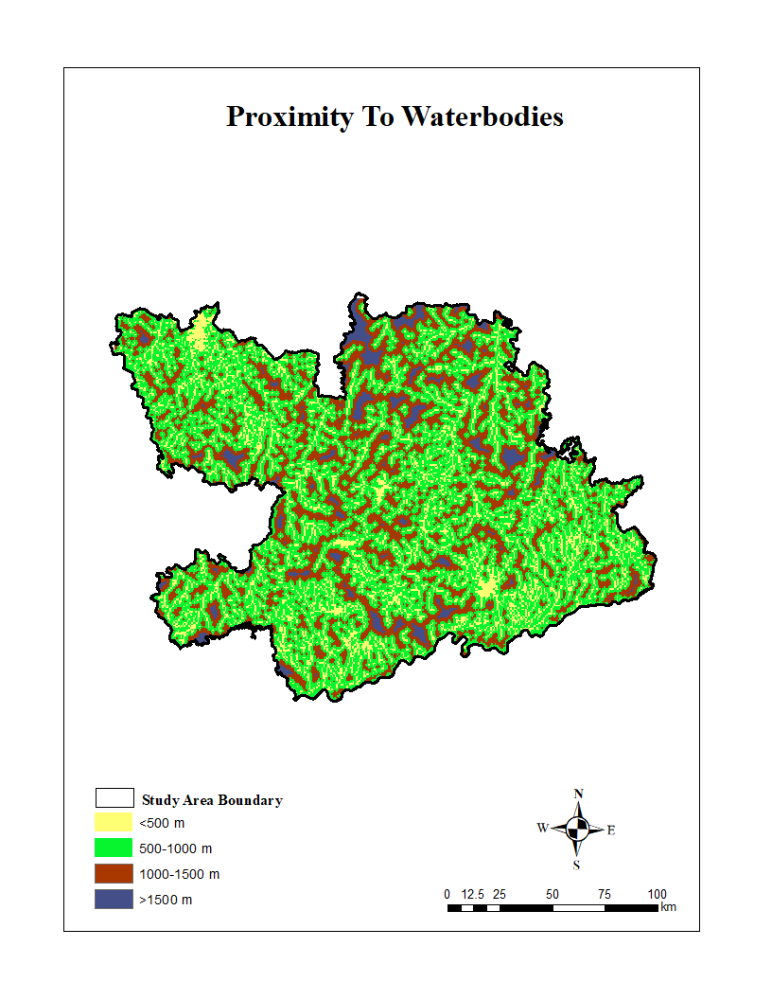 Proximity To Waterbodies
Study Area Boundary
<500 m
500-1000 m
1000-1500 m
>1500 m
N
W E
S
0 12.5 25 50 75 100
km